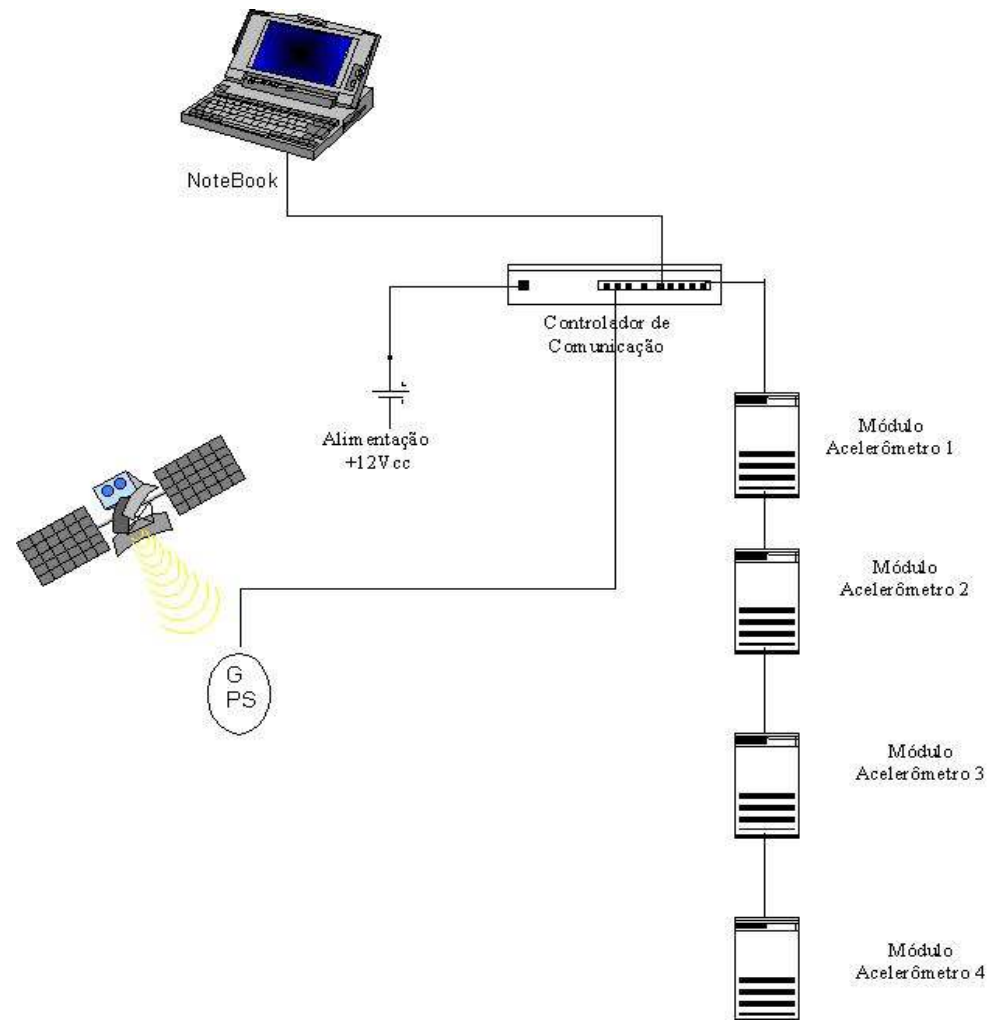 NoteBook
Controlador de
Comunicação
Alimentação
+12Vcc
Módulo
Acelerômetro 1
Módulo
Acelerômetro 2
G
PS
Módulo
Acelerômetro 3
Módulo
Acelerômetro 4